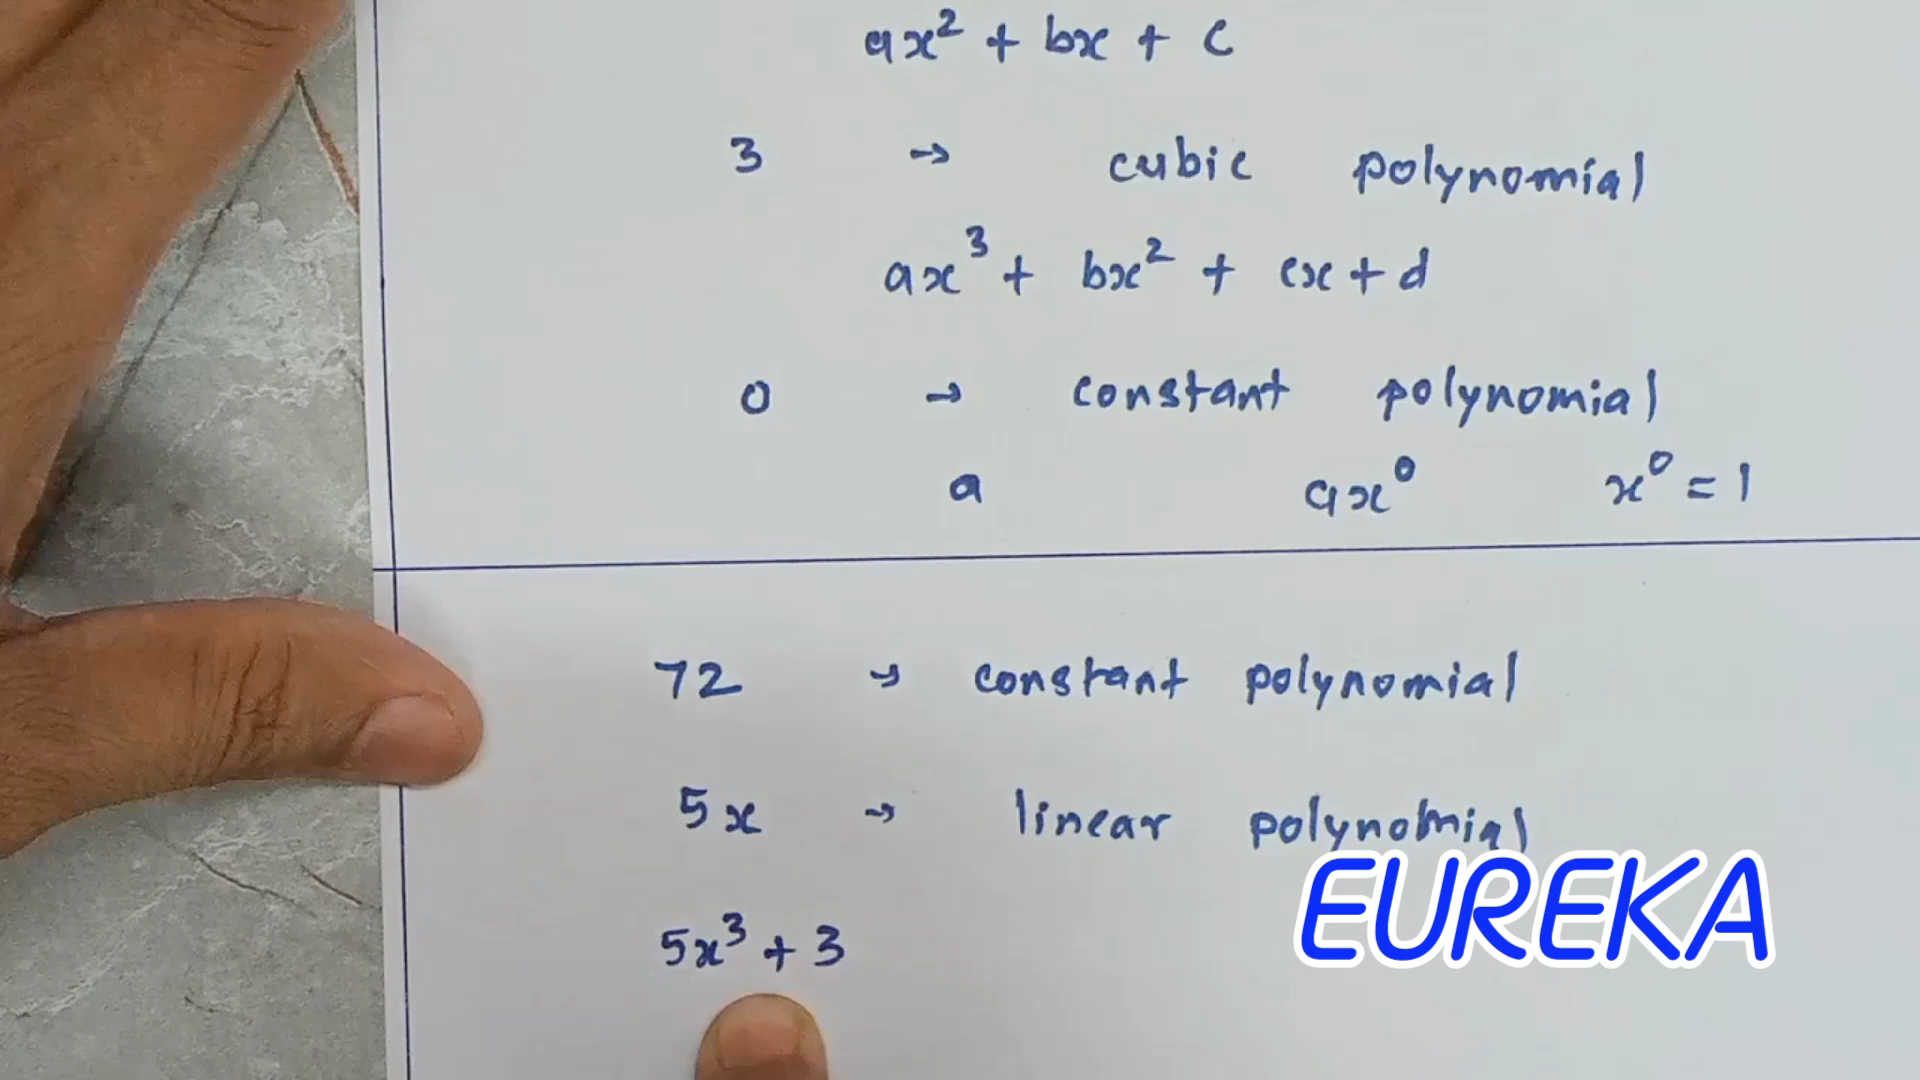 ax² + bx + c
3 → cubic polynomial
ax³ + bx² + cx + d
0 → constant polynomial
a ax⁰ x⁰ = 1
72 → constant polynomial
5x → linear polynomial
EUREKA
5x³ + 3